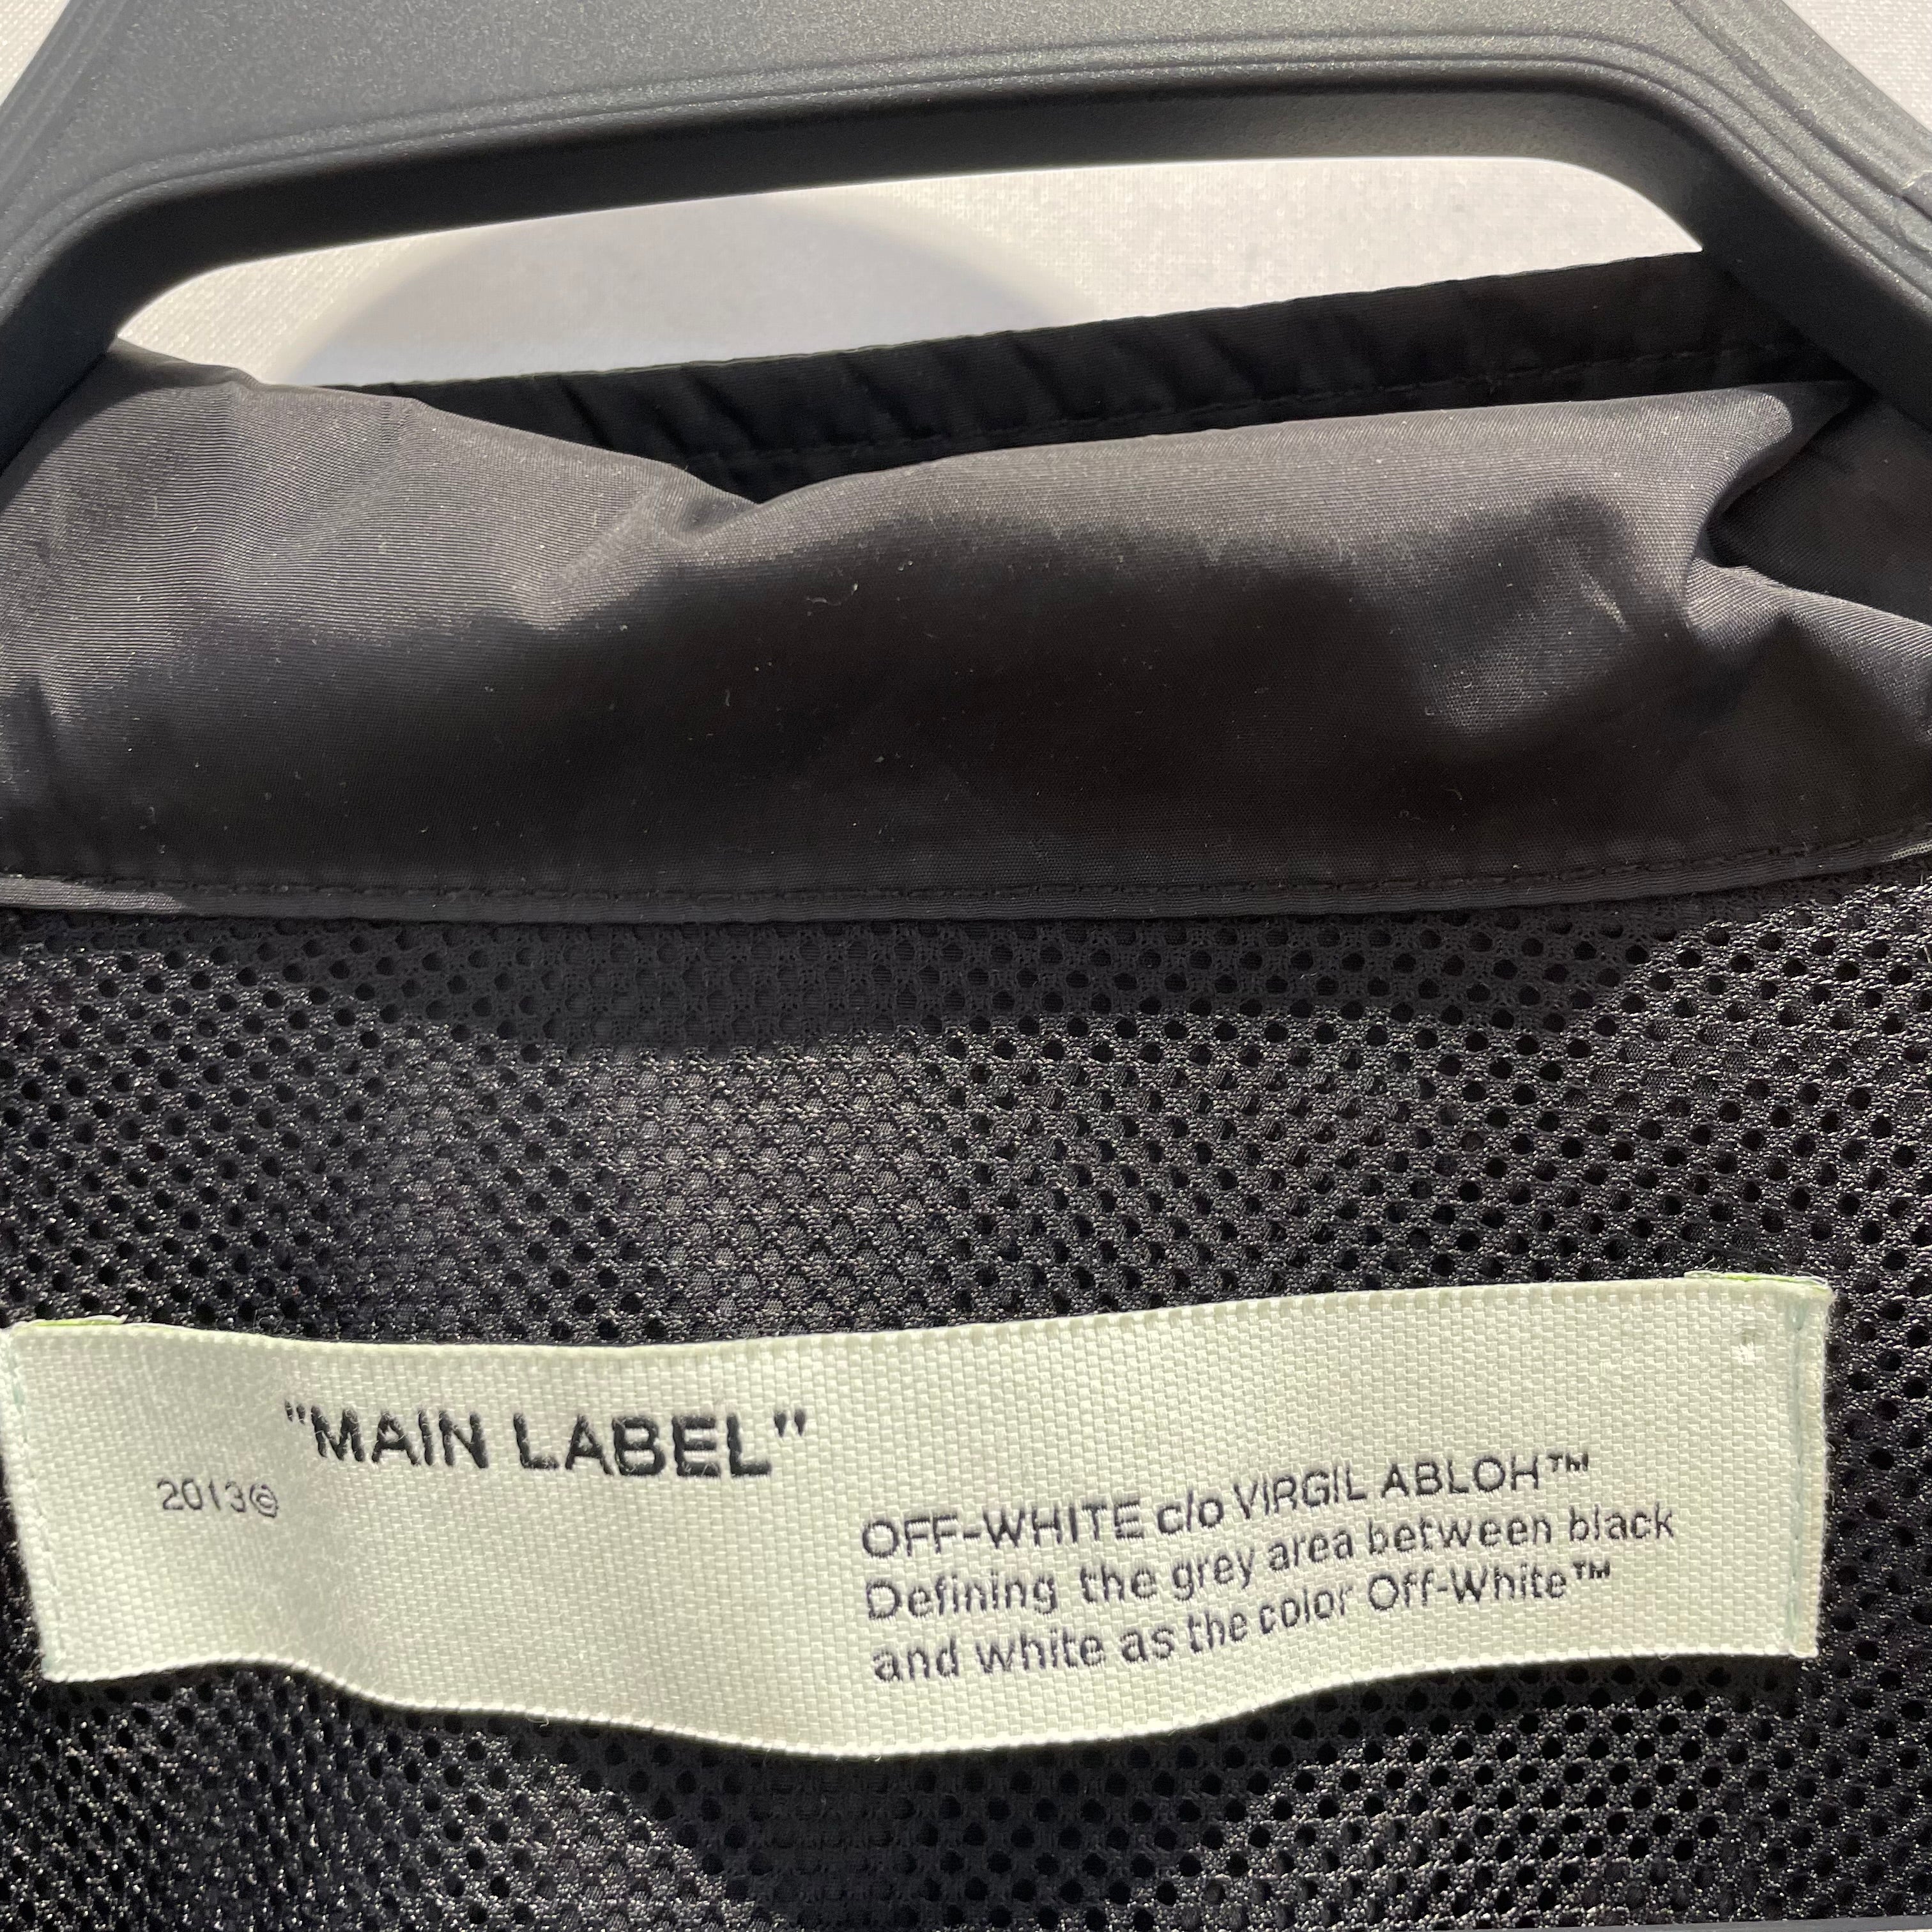 "MAIN LABEL"
2013©
OFF-WHITE c/o VIRGIL ABLOH™
Defining the grey area between black
and white as the color Off-White™